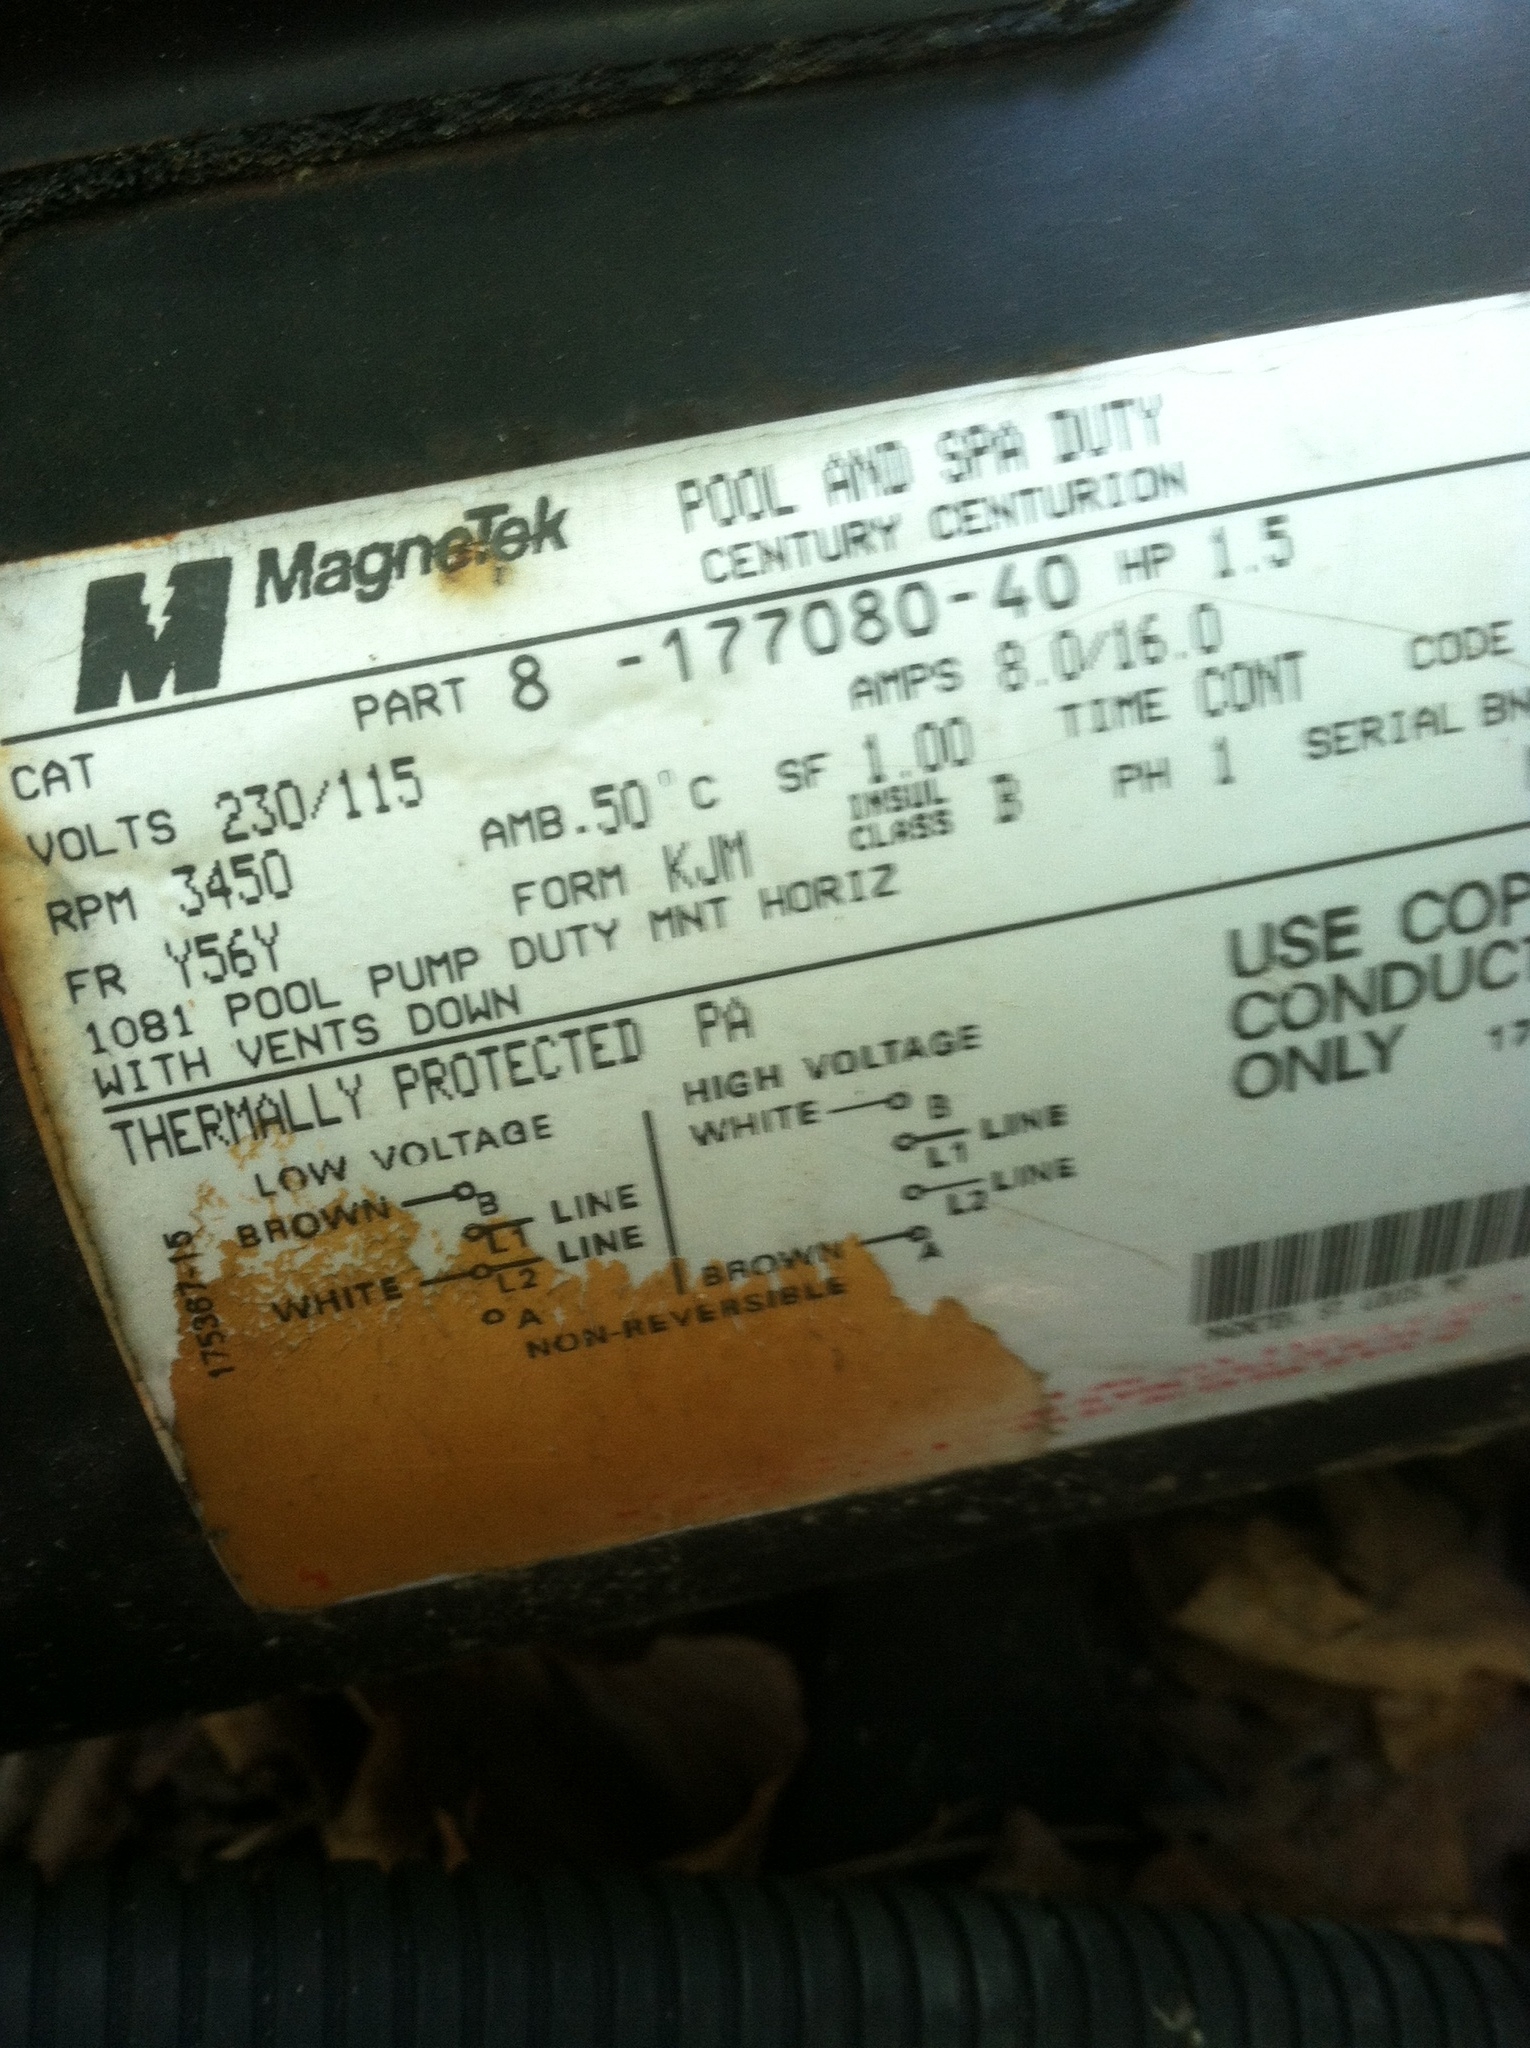 MagneTek
POOL AND SPA DUTY
CENTURY CENTURION
PART 8 -177080-40 HP 1.5
CAT
VOLTS 230/115 AMPS 8.0/16.0
RPM 3450 AMB.50°C SF 1.00 TIME CONT CODE
FR Y56Y FORM KJM INSUL CLASS B PH 1 SERIAL BN
1081 POOL PUMP DUTY MNT HORIZ
WITH VENTS DOWN
THERMALLY PROTECTED PA
LOW VOLTAGE
BROWN B
L1 LINE
WHITE L2 LINE
A
HIGH VOLTAGE
WHITE B
L1 LINE
L2 LINE
BROWN A
NON-REVERSIBLE
175387-15
USE COP
CONDUCT
ONLY 17